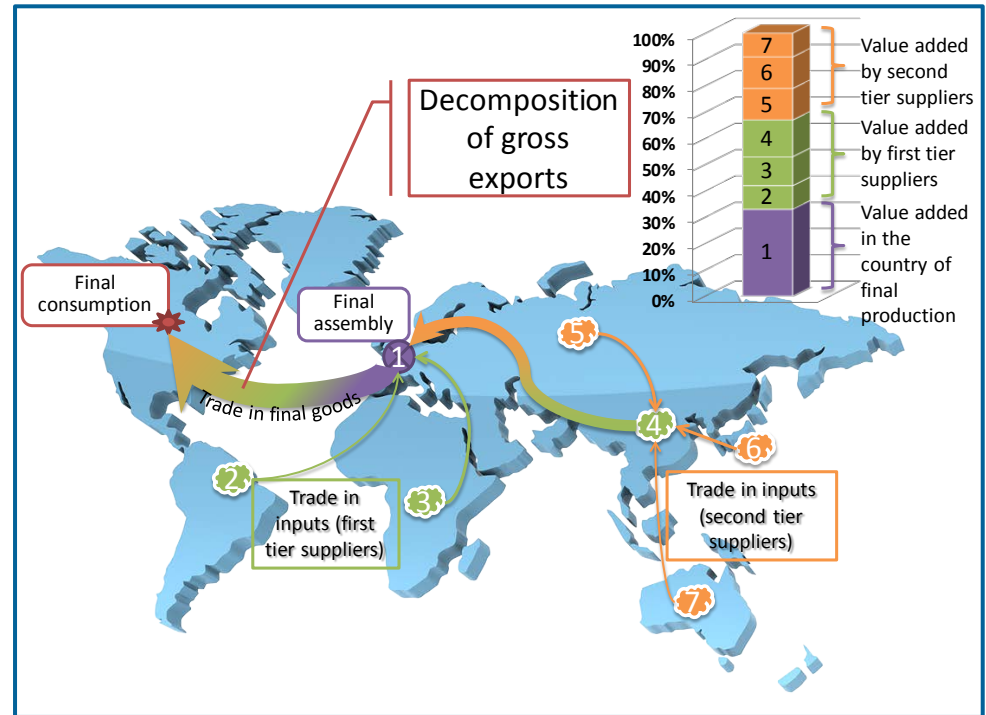 Decomposition
of gross
exports
100%
90%
80%
70%
60%
50%
40%
30%
20%
10%
0%
7
6
5
4
3
2
1
Value added
by second
tier suppliers
Value added
by first tier
suppliers
Value added
in the
country of
final
production
Final
consumption
Final
assembly
1
Trade in final goods
2
Trade in
inputs (first
tier suppliers)
3
5
4
6
Trade in inputs
(second tier
suppliers)
7